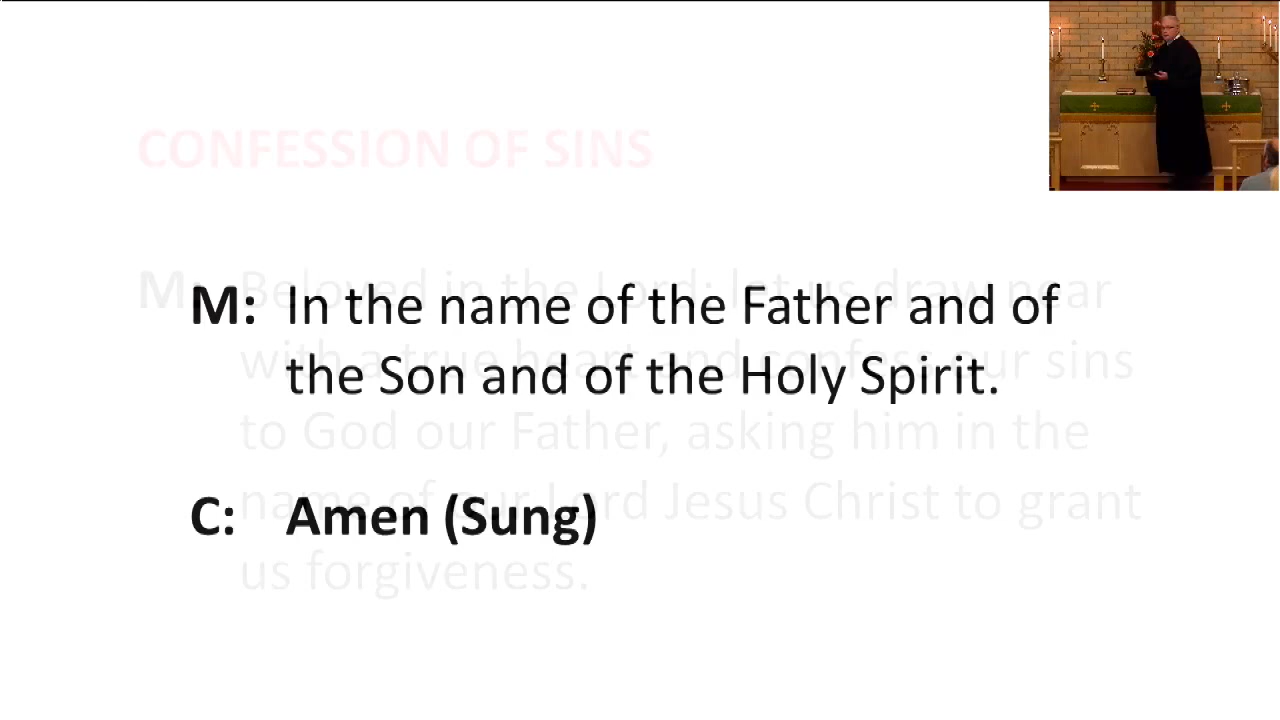 CONFESSION OF SINS
M: In the name of the Father and of
the Son and of the Holy Spirit.
C: Amen (Sung)
M: Beloved in the Lord: let us draw near
with a true heart and confess our sins
to God our Father, asking him in the
name of our Lord Jesus Christ to grant
us forgiveness.